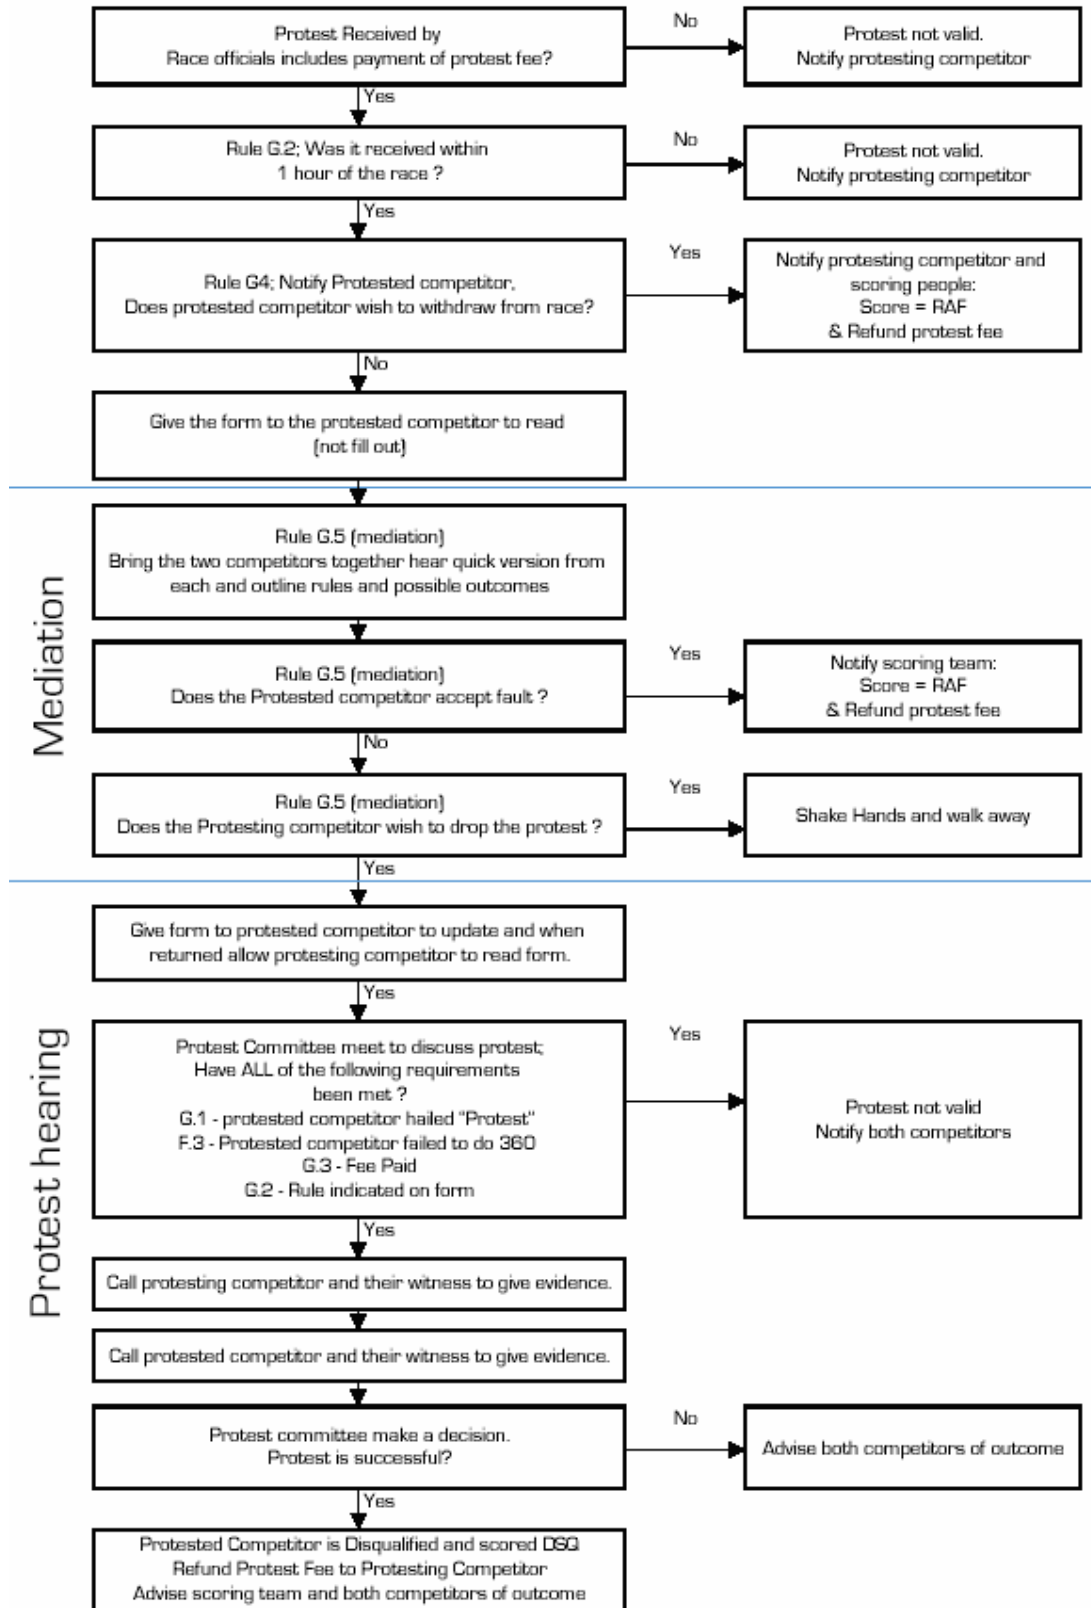 Protest Received by
Race officials includes payment of protest fee?
No
Protest not valid.
Notify protesting competitor
Yes
Rule G.2; Was it received within
1 hour of the race ?
No
Protest not valid.
Notify protesting competitor
Yes
Rule G4; Notify Protested competitor,
Does protested competitor wish to withdraw from race?
Yes
Notify protesting competitor and
scoring people:
Score = RAF
& Refund protest fee
No
Give the form to the protested competitor to read
(not fill out)
Mediation
Rule G.5 (mediation)
Bring the two competitors together hear quick version from
each and outline rules and possible outcomes
Rule G.5 (mediation)
Does the Protested competitor accept fault ?
Yes
Notify scoring team:
Score = RAF
& Refund protest fee
No
Rule G.5 (mediation)
Does the Protesting competitor wish to drop the protest ?
Yes
Shake Hands and walk away
Yes
Protest hearing
Give form to protested competitor to update and when
returned allow protesting competitor to read form.
Yes
Protest Committee meet to discuss protest;
Have ALL of the following requirements
been met ?
G.1 - protested competitor hailed "Protest"
F.3 - Protested competitor failed to do 360
G.3 - Fee Paid
G.2 - Rule indicated on form
Yes
Protest not valid
Notify both competitors
Yes
Call protesting competitor and their witness to give evidence.
Call protested competitor and their witness to give evidence.
Protest committee make a decision.
Protest is successful?
No
Advise both competitors of outcome
Yes
Protested Competitor is Disqualified and scored DSQ
Refund Protest Fee to Protesting Competitor
Advise scoring team and both competitors of outcome